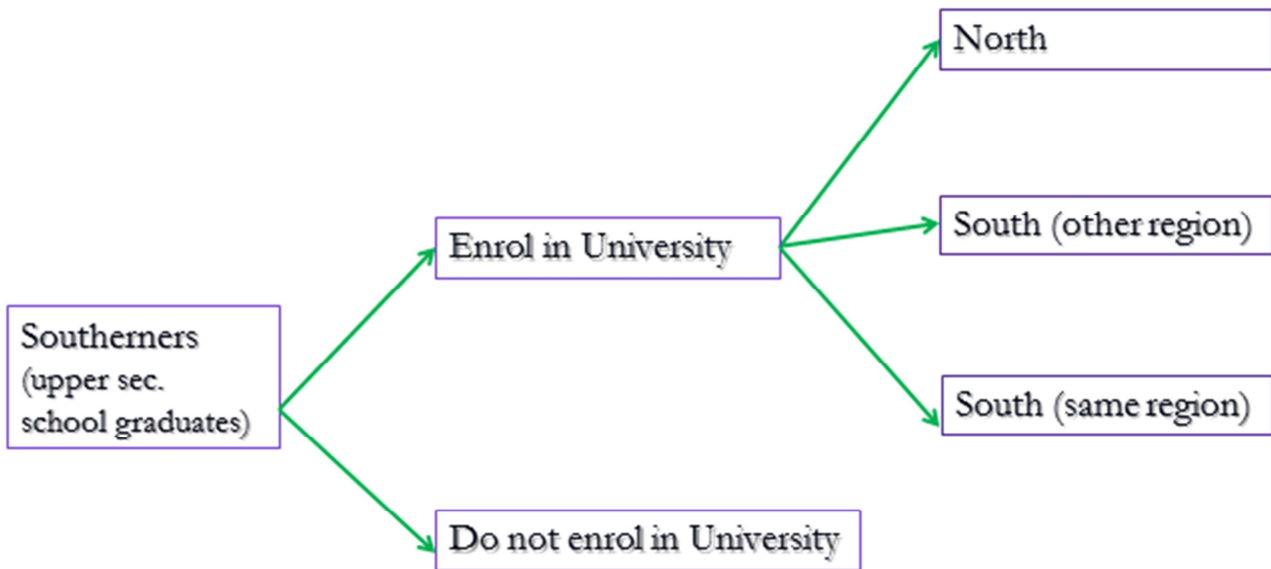 North
South (other region)
Enrol in University
Southerners
(upper sec.
school graduates)
South (same region)
Do not enrol in University